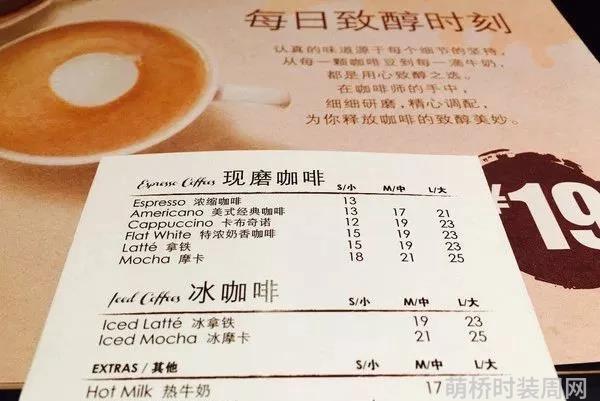 每日致醇时刻
认真的味道源于每个细节的坚持，
从每一颗咖啡豆到每一滴牛奶，
都是用心致醇之选。
在咖啡师的手中，
细细研磨，精心调配，
为你释放咖啡的致醇美妙。
¥19
Espresso Coffees 现磨咖啡 S/小 M/中 L/大
Espresso 浓缩咖啡 13
Americano 美式经典咖啡 13 17 21
Cappuccino 卡布奇诺 12 19 23
Flat White 特浓奶香咖啡 15 19 23
Latté 拿铁 15 19 23
Mocha 摩卡 18 21 25
Iced Coffees 冰咖啡 S/小 M/中 L/大
Iced Latté 冰拿铁 19 23
Iced Mocha 冰摩卡 21 25
EXTRAS / 其他 S/小 M/中 L/大
Hot Milk 热牛奶 17
萌桥时装周网